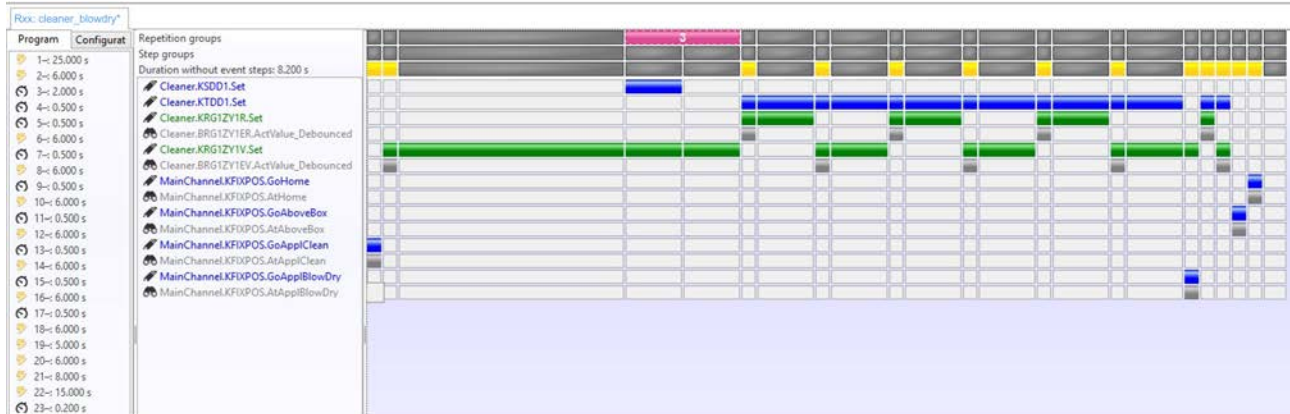 Rxx: cleaner_blowdry*
Program
Configurat
1-: 25.000 s
2-: 6.000 s
3-: 2.000 s
4-: 0.500 s
5-: 0.500 s
6-: 6.000 s
7-: 0.500 s
8-: 6.000 s
9-: 0.500 s
10-: 6.000 s
11-: 0.500 s
12-: 6.000 s
13-: 0.500 s
14-: 6.000 s
15-: 0.500 s
16-: 6.000 s
17-: 0.500 s
18-: 6.000 s
19-: 5.000 s
20-: 6.000 s
21-: 8.000 s
22-: 15.000 s
23-: 0.200 s
Repetition groups
Step groups
Duration without event steps: 8.200 s
Cleaner.KSDD1.Set
Cleaner.KTDD1.Set
Cleaner.KRG1ZY1R.Set
Cleaner.BRG1ZY1ER.ActValue_Debounced
Cleaner.KRG1ZY1V.Set
Cleaner.BRG1ZY1EV.ActValue_Debounced
MainChannel.KFIXPOS.GoHome
MainChannel.KFIXPOS.AtHome
MainChannel.KFIXPOS.GoAboveBox
MainChannel.KFIXPOS.AtAboveBox
MainChannel.KFIXPOS.GoApplClean
MainChannel.KFIXPOS.AtApplClean
MainChannel.KFIXPOS.GoApplBlowDry
MainChannel.KFIXPOS.AtApplBlowDry
3